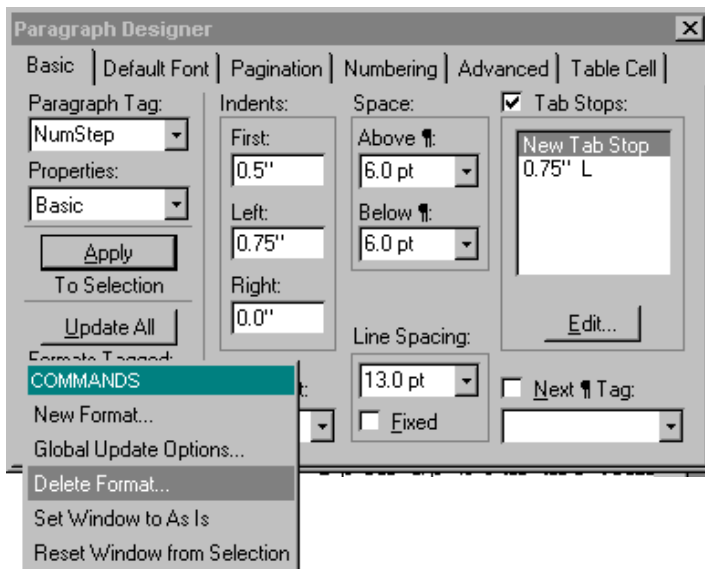 Paragraph Designer
Basic Default Font Pagination Numbering Advanced Table Cell
Paragraph Tag:
NumStep
Properties:
Basic
Apply
To Selection
Update All
Formats Tagged:
Indents:
First:
0.5"
Left:
0.75"
Right:
0.0"
Space:
Above ¶:
6.0 pt
Below ¶:
6.0 pt
Line Spacing:
13.0 pt
Fixed
Tab Stops:
New Tab Stop
0.75" L
Edit...
Next ¶ Tag:
COMMANDS
New Format...
Global Update Options...
Delete Format...
Set Window to As Is
Reset Window from Selection